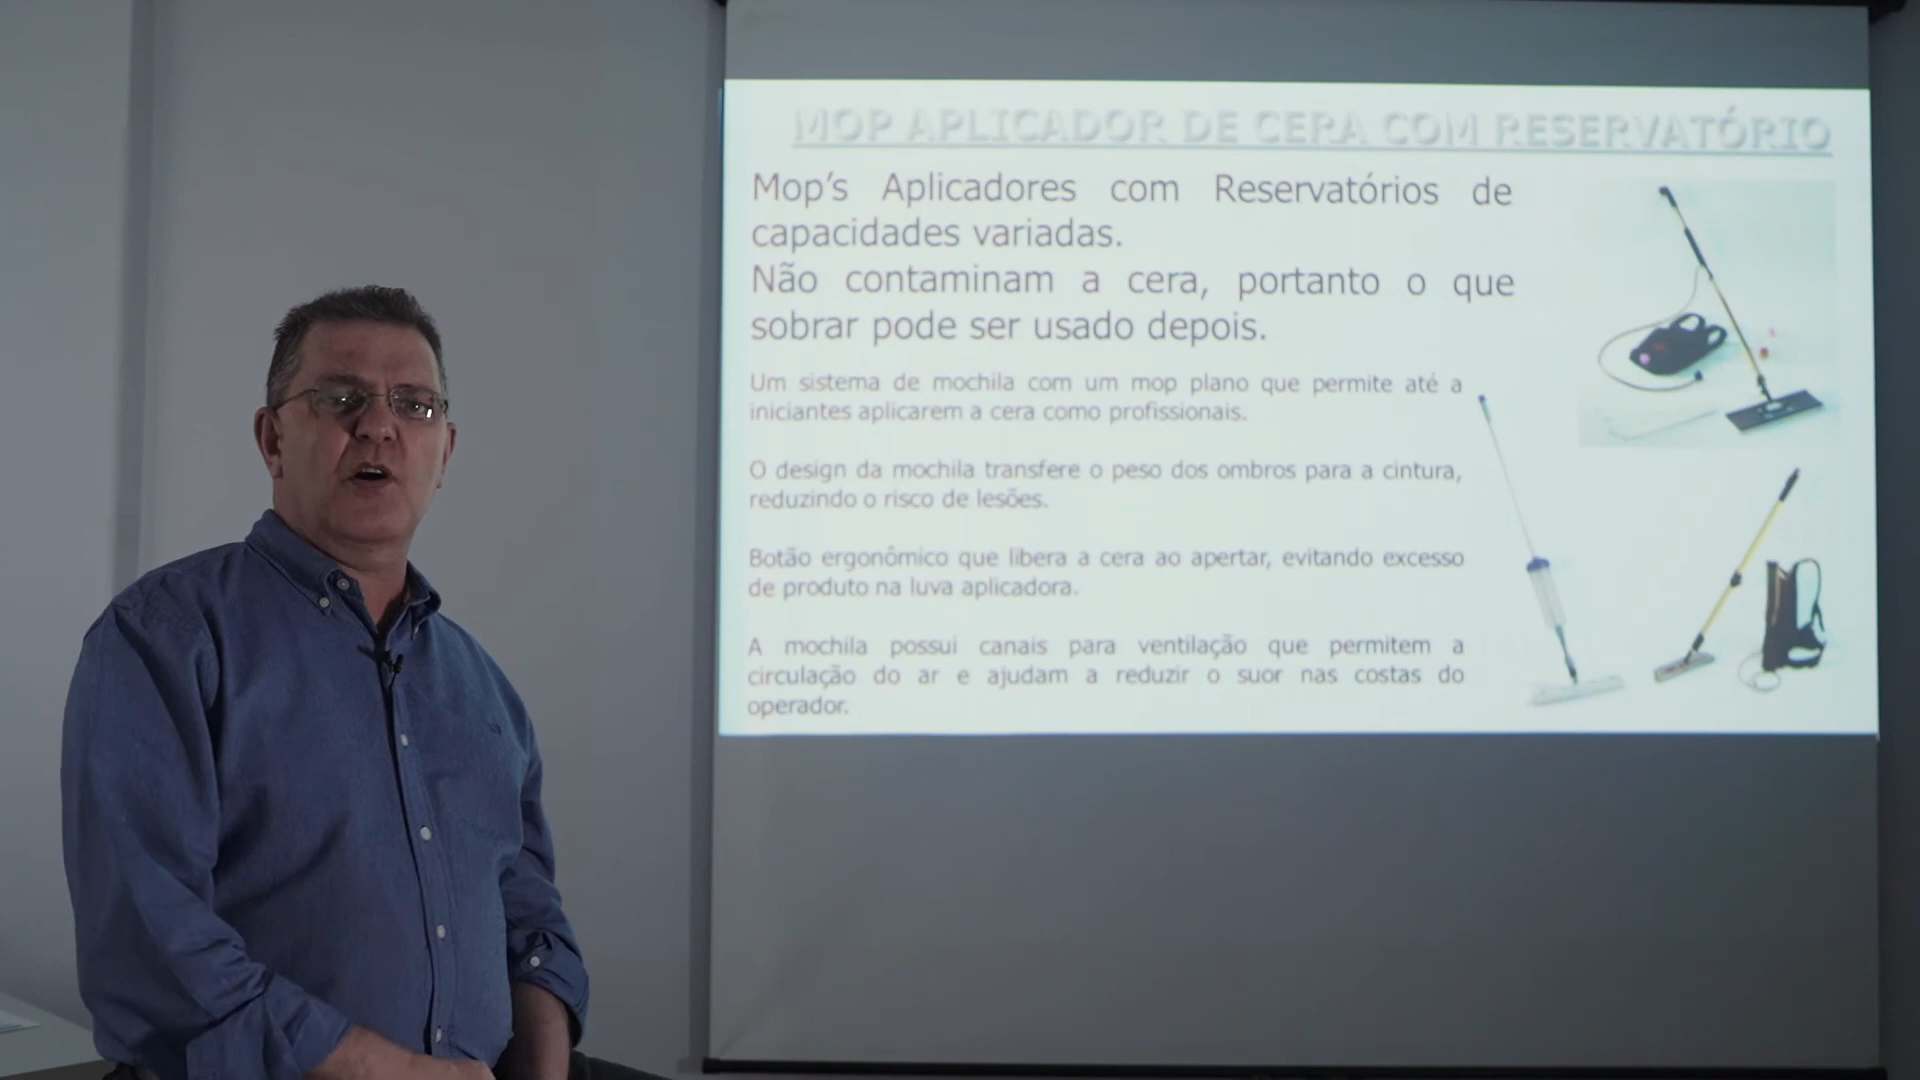 MOP APLICADOR DE CERA COM RESERVATÓRIO
Mop's Aplicadores com Reservatórios de
capacidades variadas.
Não contaminam a cera, portanto o que
sobrar pode ser usado depois.
Um sistema de mochila com um mop plano que permite até a
iniciantes aplicarem a cera como profissionais.
O design da mochila transfere o peso dos ombros para a cintura,
reduzindo o risco de lesões.
Botão ergonômico que libera a cera ao apertar, evitando excesso
de produto na luva aplicadora.
A mochila possui canais para ventilação que permitem a
circulação do ar e ajudam a reduzir o suor nas costas do
operador.